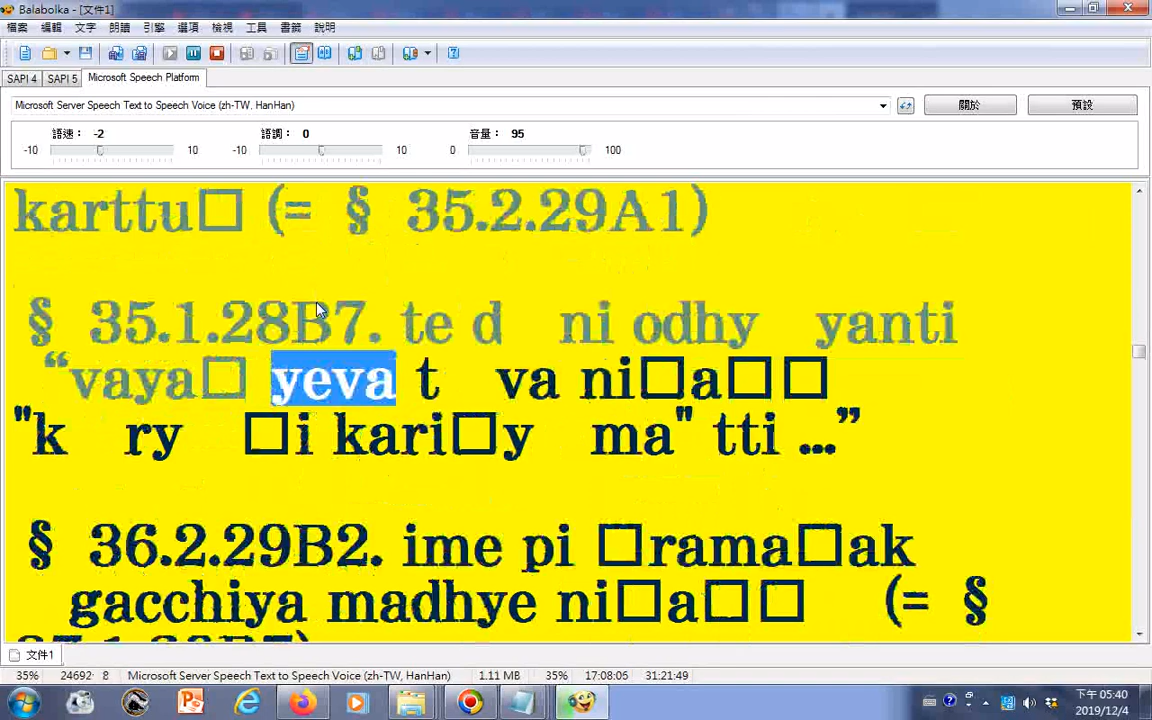 Balabolka - [文件1]
檔案 編輯 文字 朗讀 引擎 選項 檢視 工具 書籤 說明
SAPI 4 SAPI 5 Microsoft Speech Platform
Microsoft Server Speech Text to Speech Voice (zh-TW, HanHan)
關於 預設
語速： -2 語調： 0 音量： 95
-10 10 -10 10 0 100
karttu□ (= § 35.2.29A1)
§ 35.1.28B7. te d ni odhy yanti
“vaya□ yeva t va ni□a□□
"k ry □i kari□y ma" tti ...”
§ 36.2.29B2. ime pi □rama□ak
gacchiya madhye ni□a□□ (= §
文件1
35% 24692: 8 Microsoft Server Speech Text to Speech Voice (zh-TW, HanHan) 1.11 MB 35% 17:08:05 31:21:49
下午 05:40
2019/12/4